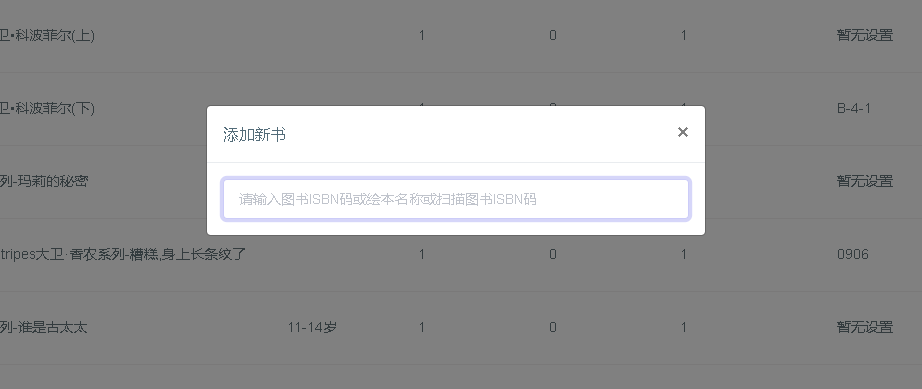 卫•科波菲尔(上) 1 0 1 暂无设置
卫•科波菲尔(下) B-4-1
添加新书 ×
列-玛莉的秘密 暂无设置
请输入图书ISBN码或绘本名称或扫描图书ISBN码
tripes大卫·香农系列-糟糕,身上长条纹了 1 0 1 0906
列-谁是古太太 11-14岁 1 0 1 暂无设置